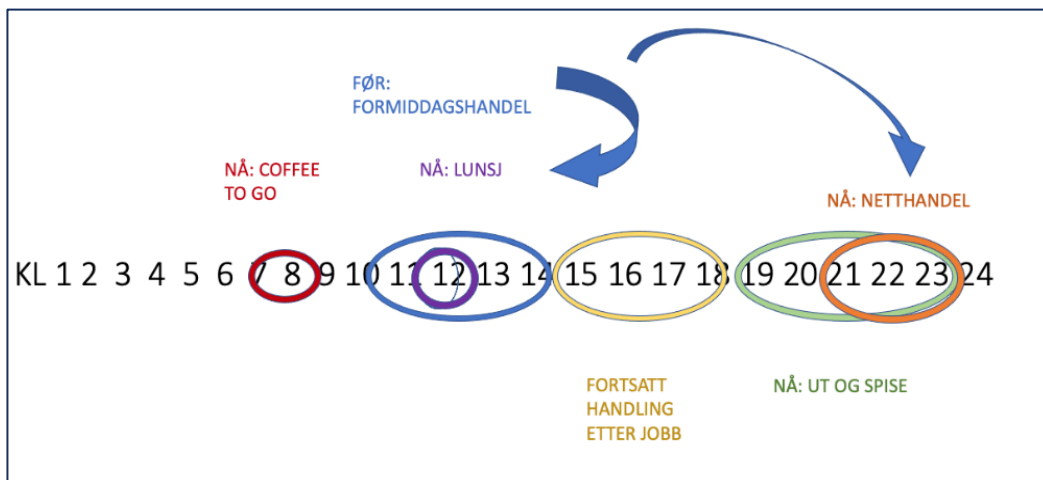 FØR:
FORMIDDAGSHANDEL
NÅ: COFFEE
TO GO
NÅ: LUNSJ
NÅ: NETTHANDEL
KL 1 2 3 4 5 6 7 8 9 10 11 12 13 14 15 16 17 18 19 20 21 22 23 24
FORTSATT
HANDLING
ETTER JOBB
NÅ: UT OG SPISE